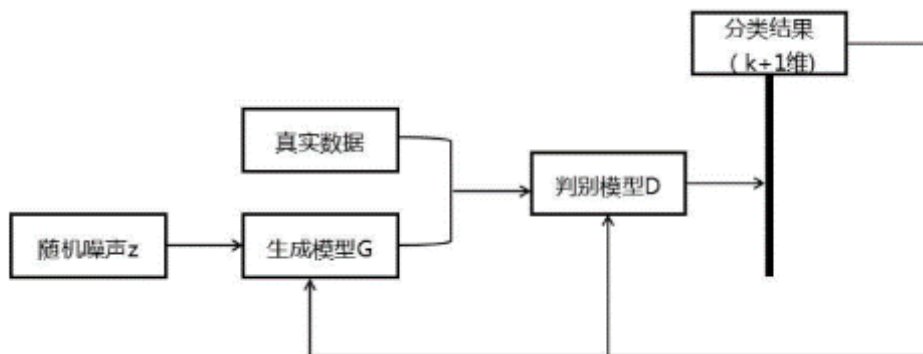 分类结果
（k+1维)
真实数据
判别模型D
随机噪声z
生成模型G